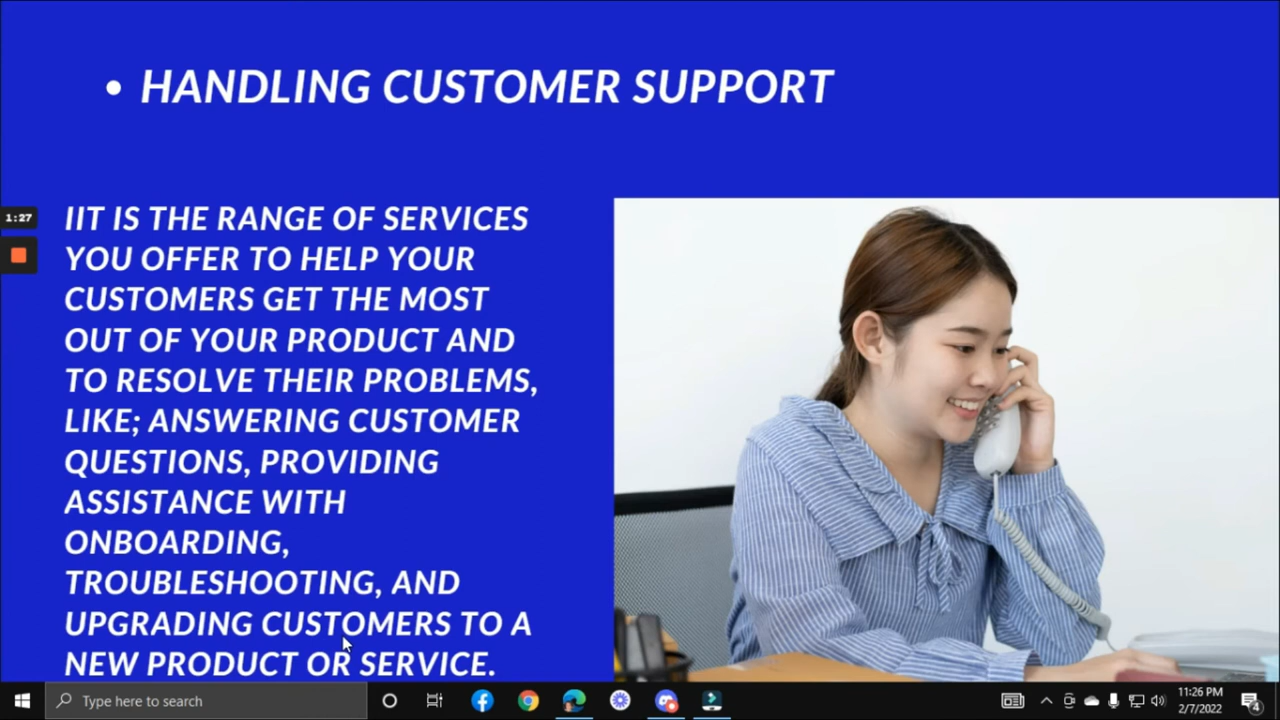 • HANDLING CUSTOMER SUPPORT
1:27
IIT IS THE RANGE OF SERVICES
YOU OFFER TO HELP YOUR
CUSTOMERS GET THE MOST
OUT OF YOUR PRODUCT AND
TO RESOLVE THEIR PROBLEMS,
LIKE; ANSWERING CUSTOMER
QUESTIONS, PROVIDING
ASSISTANCE WITH
ONBOARDING,
TROUBLESHOOTING, AND
UPGRADING CUSTOMERS TO A
NEW PRODUCT OR SERVICE.
Type here to search
11:26 PM
2/7/2022
4